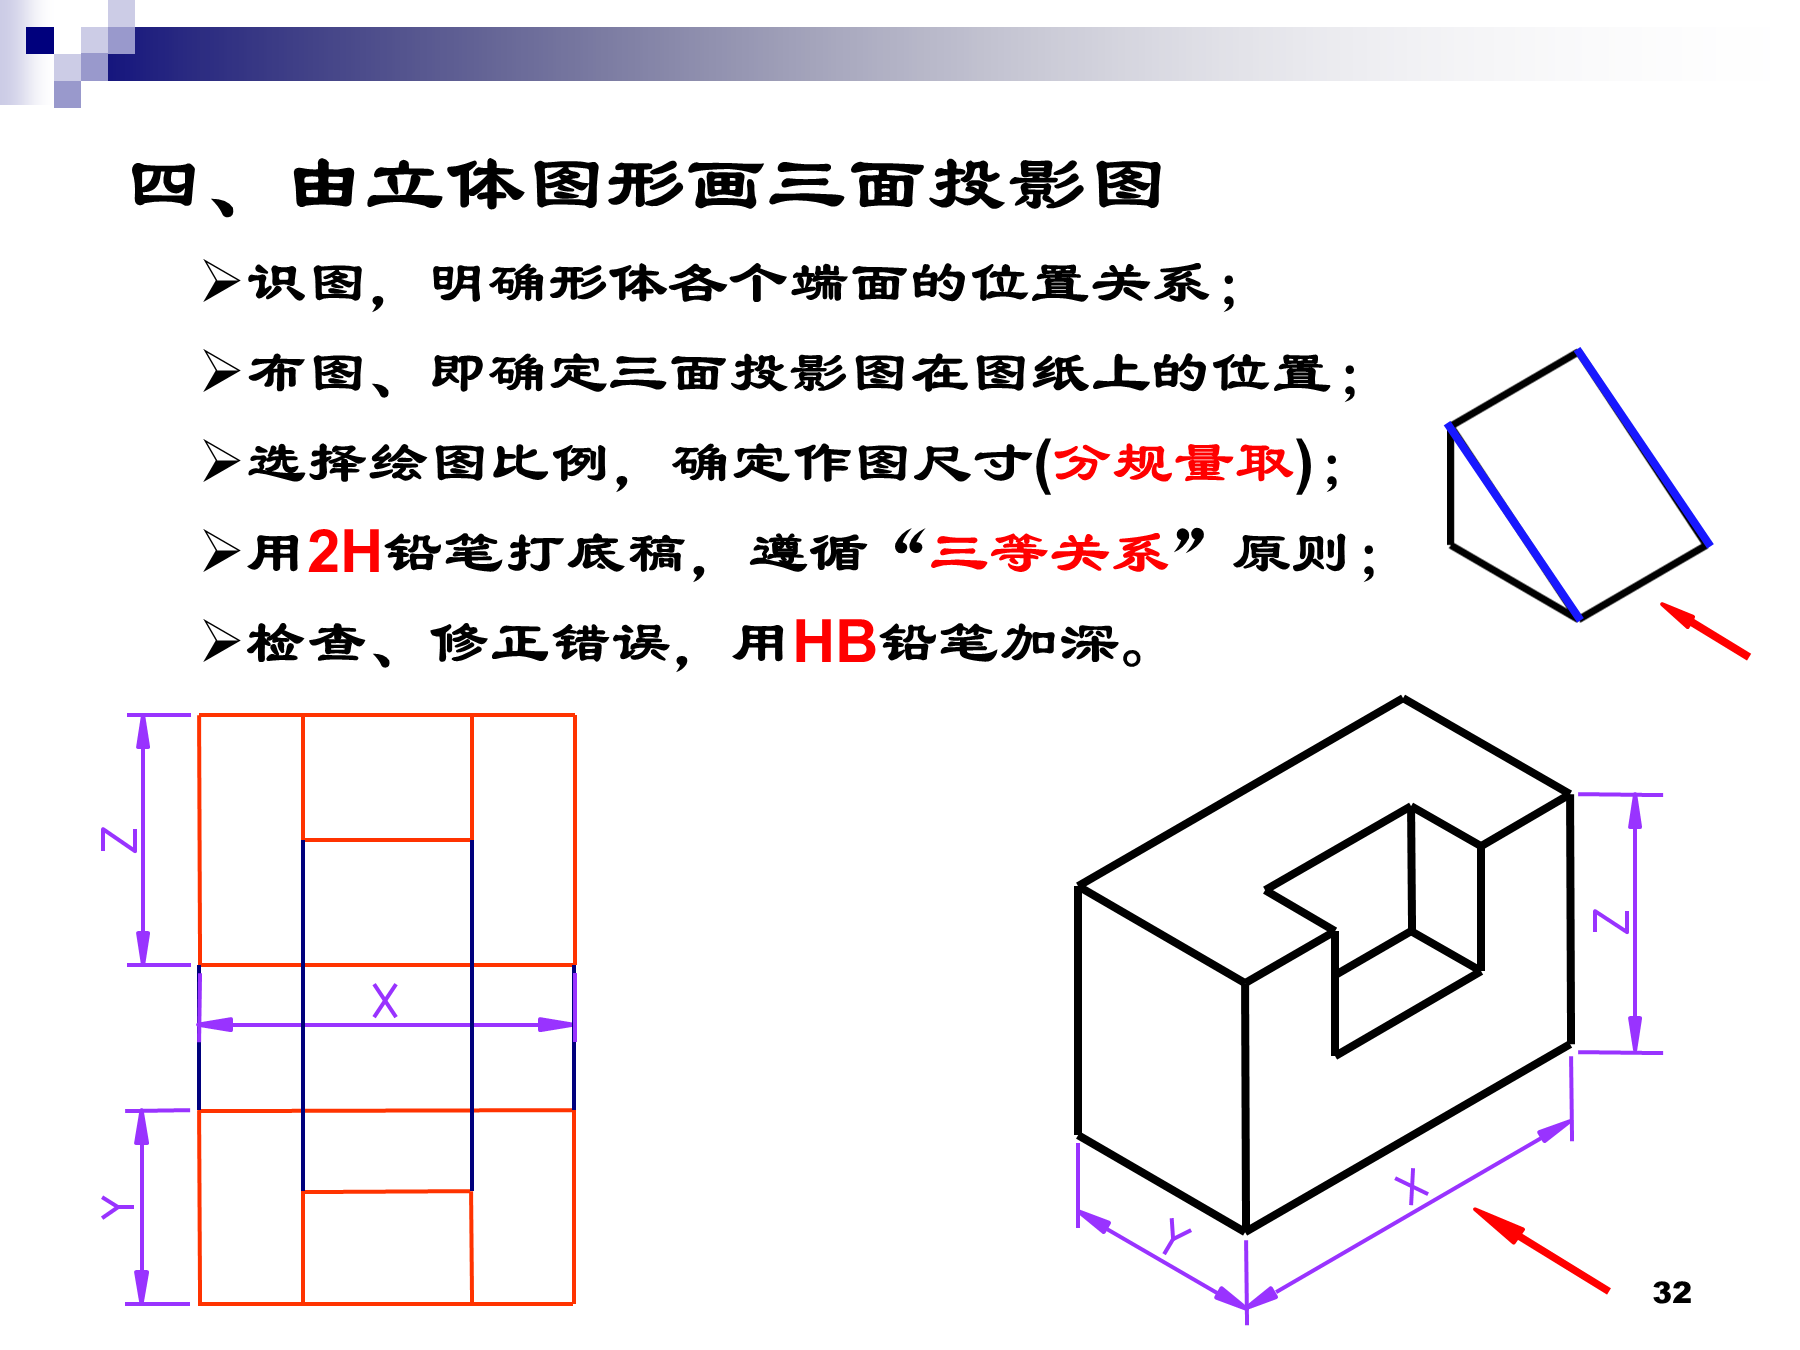 四、由立体图形画三面投影图
识图，明确形体各个端面的位置关系；
布图、即确定三面投影图在图纸上的位置；
选择绘图比例，确定作图尺寸(分规量取)；
用2H铅笔打底稿，遵循“三等关系”原则；
检查、修正错误，用HB铅笔加深。
Z
X
Y
Z
X
Y
32